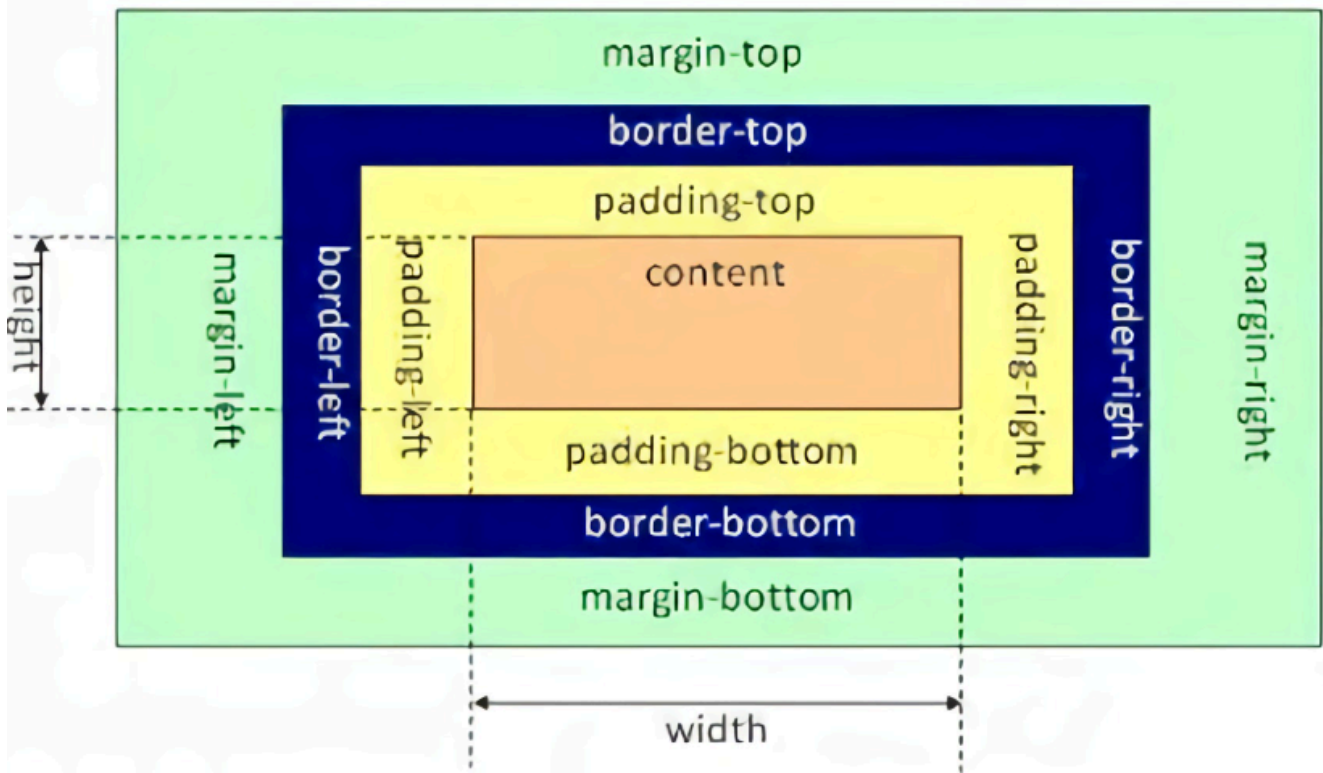 margin-top
border-top
padding-top
content
height
margin-left
border-left
padding-left
padding-right
border-right
margin-right
padding-bottom
border-bottom
margin-bottom
width